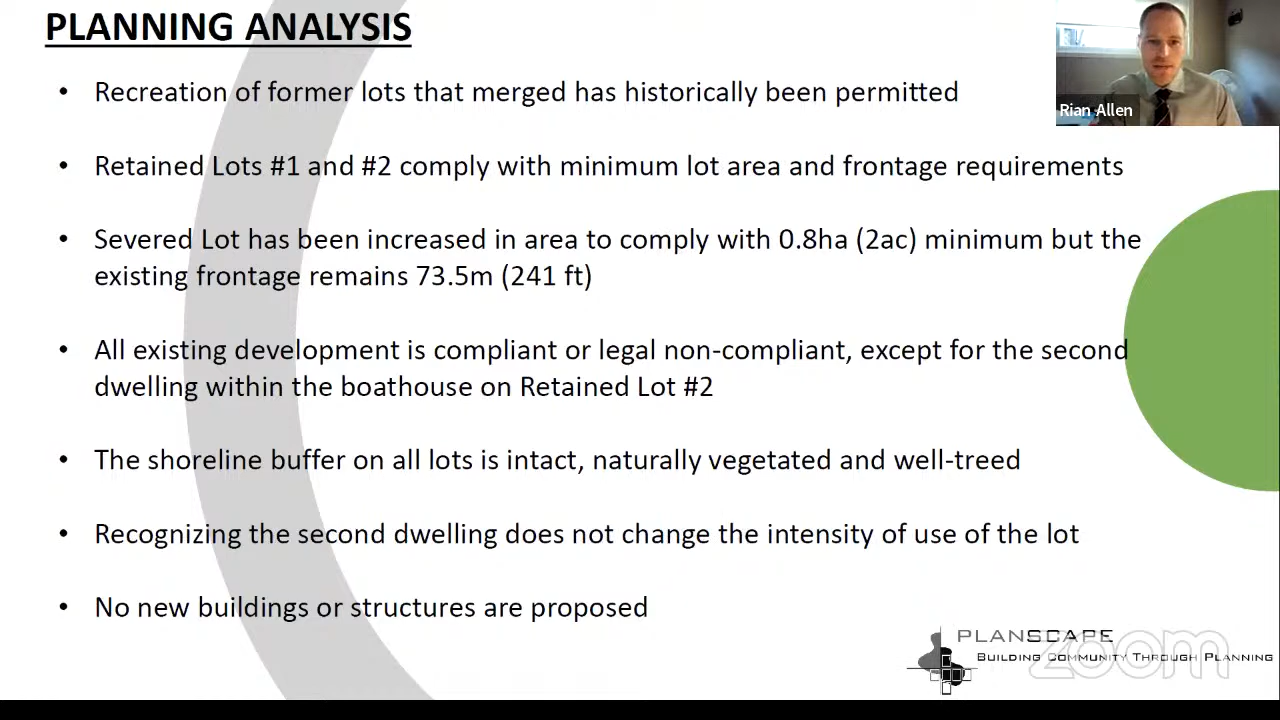 PLANNING ANALYSIS
Rian Allen
• Recreation of former lots that merged has historically been permitted
• Retained Lots #1 and #2 comply with minimum lot area and frontage requirements
• Severed Lot has been increased in area to comply with 0.8ha (2ac) minimum but the
existing frontage remains 73.5m (241 ft)
• All existing development is compliant or legal non-compliant, except for the second
dwelling within the boathouse on Retained Lot #2
• The shoreline buffer on all lots is intact, naturally vegetated and well-treed
• Recognizing the second dwelling does not change the intensity of use of the lot
• No new buildings or structures are proposed
PLANSCAPE
BUILDING COMMUNITY THROUGH PLANNING
zoom